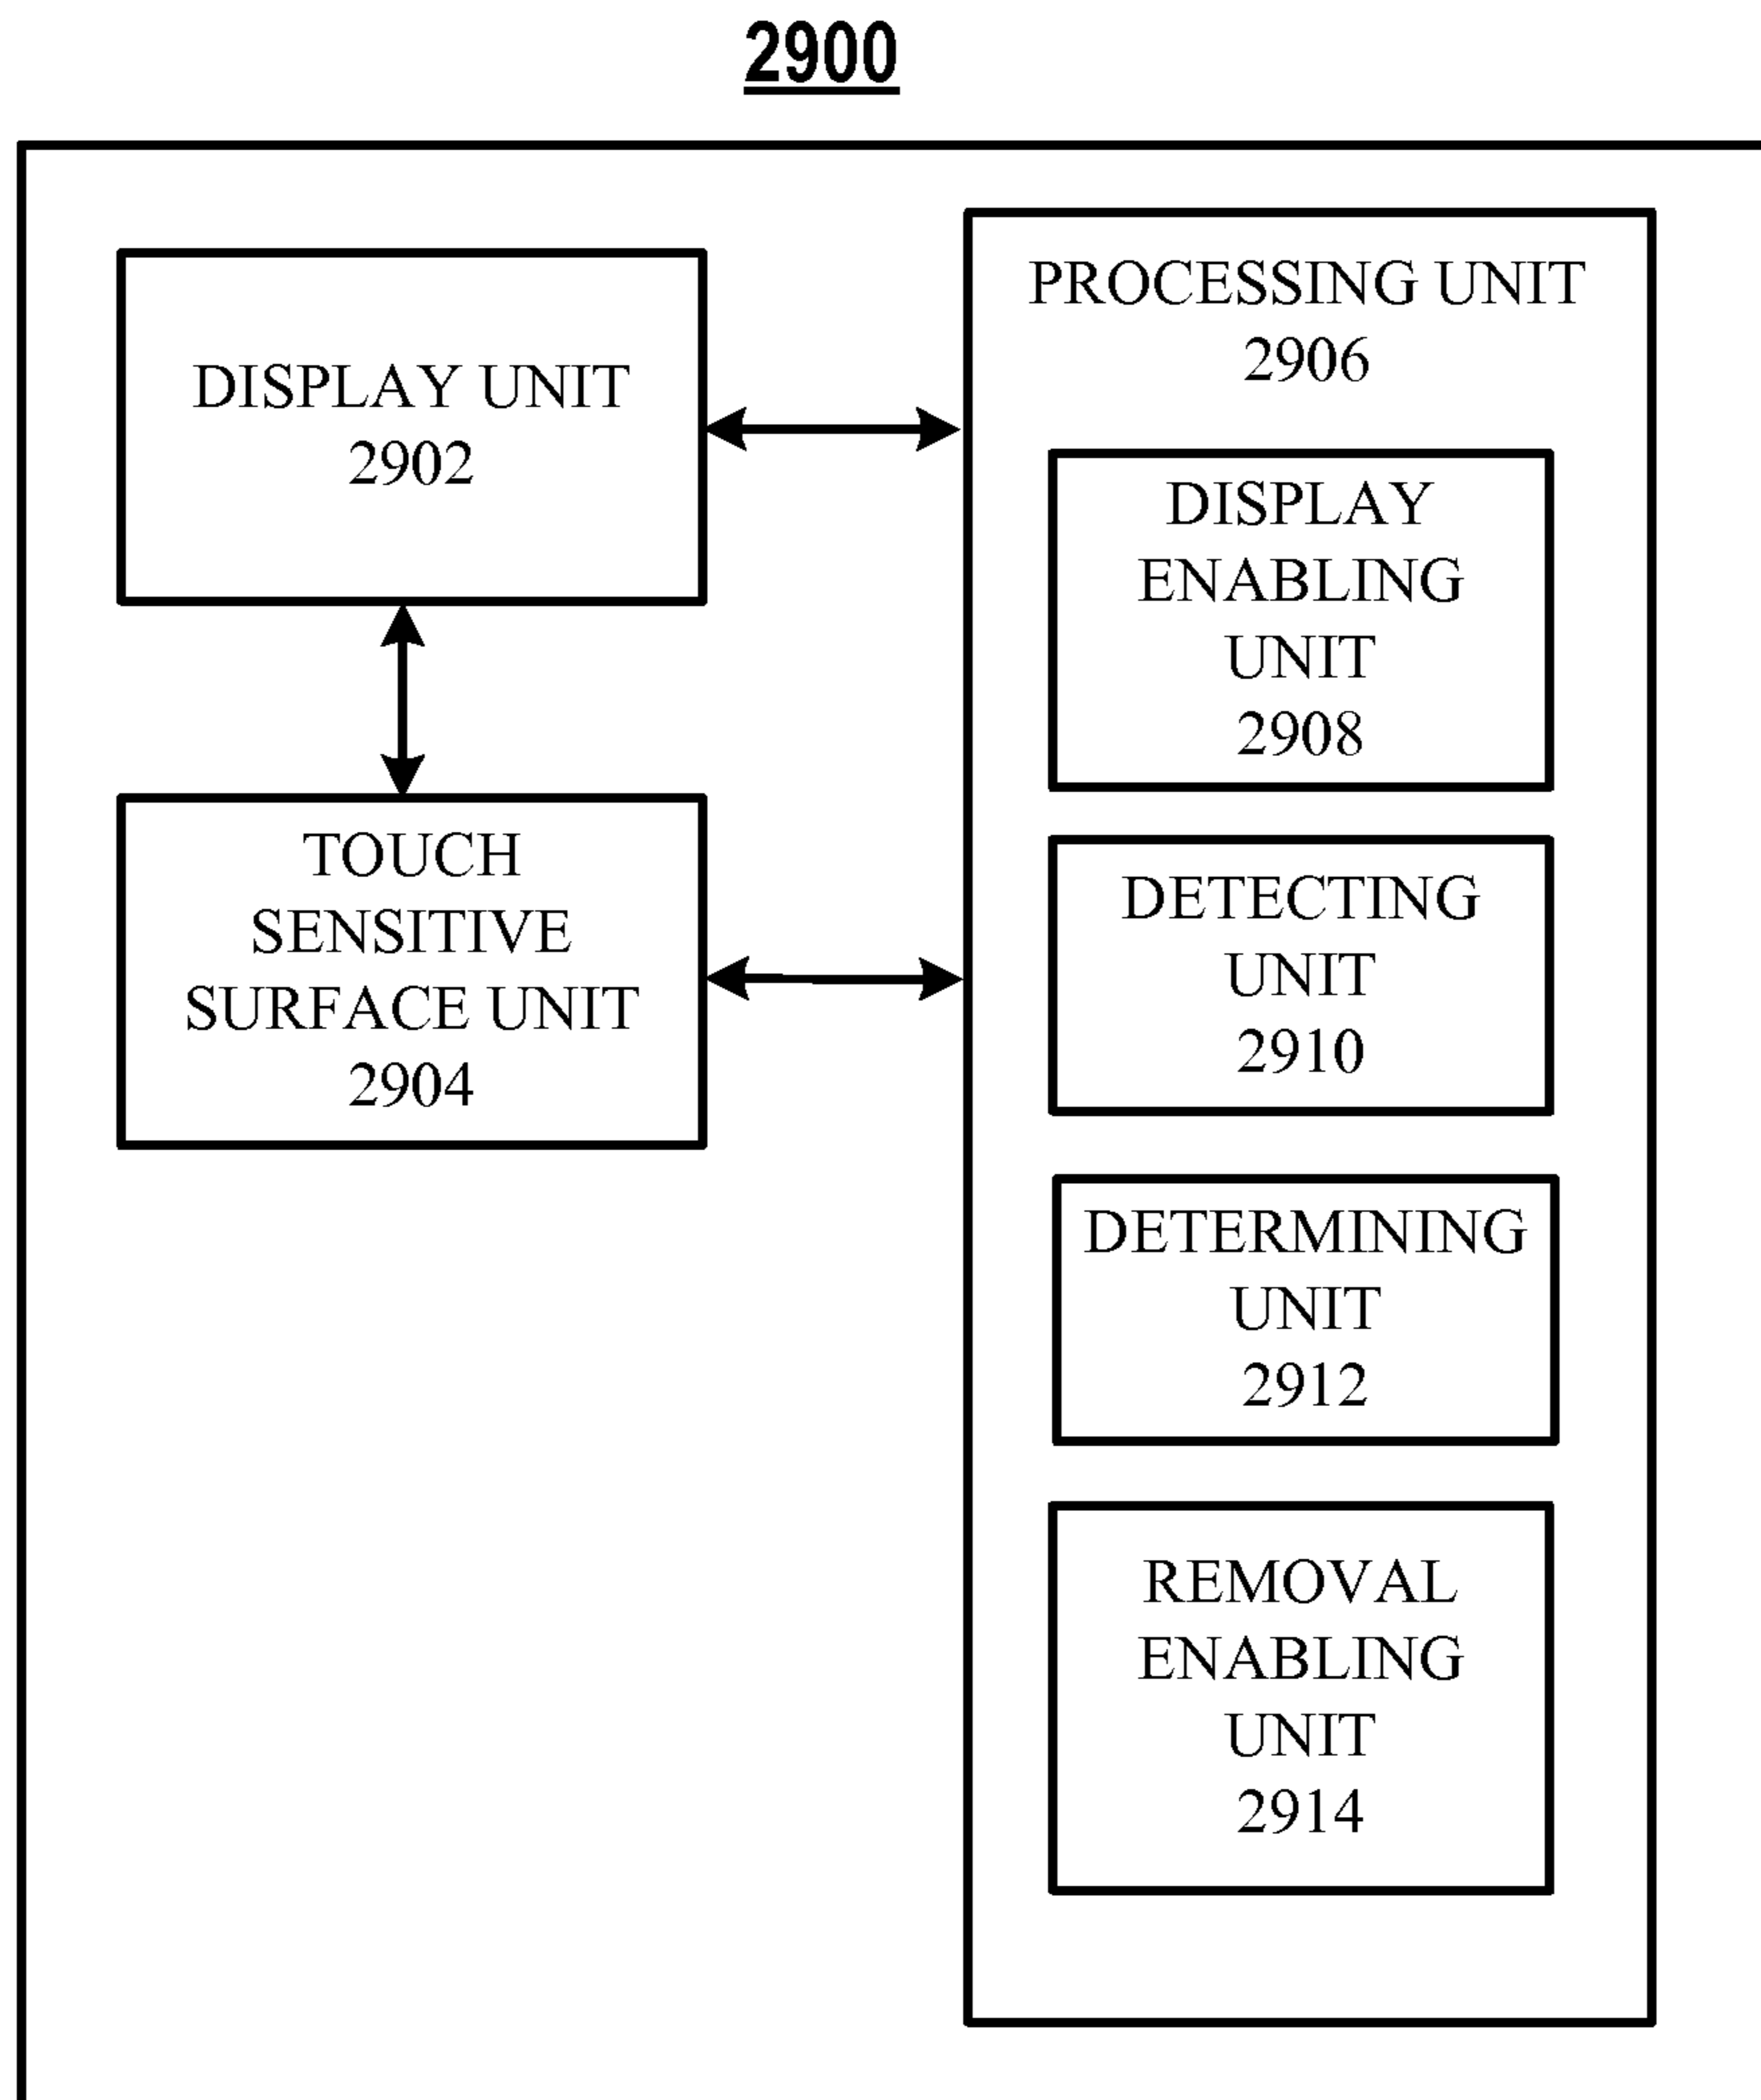 2900
DISPLAY UNIT
2902
TOUCH
SENSITIVE
SURFACE UNIT
2904
PROCESSING UNIT
2906
DISPLAY
ENABLING
UNIT
2908
DETECTING
UNIT
2910
DETERMINING
UNIT
2912
REMOVAL
ENABLING
UNIT
2914